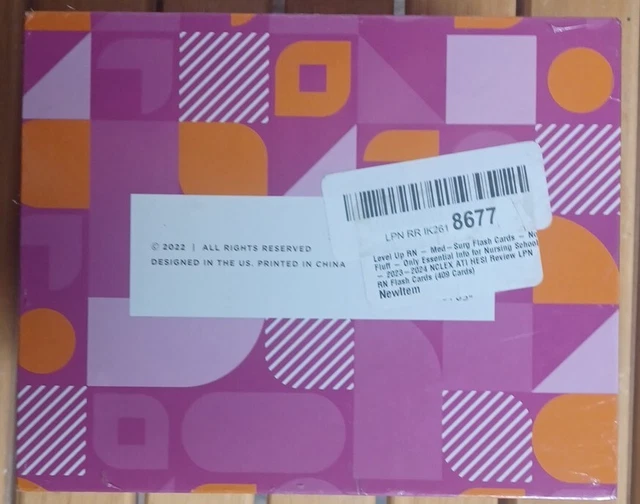 © 2022 | ALL RIGHTS RESERVED
DESIGNED IN THE US. PRINTED IN CHINA
LPN RR IK261 8677
Level Up RN – Med–Surg Flash Cards – No
Fluff – Only Essential Info for Nursing School
– 2023–2024 NCLEX ATI HESI Review LPN
RN Flash Cards (409 Cards)
NewItem